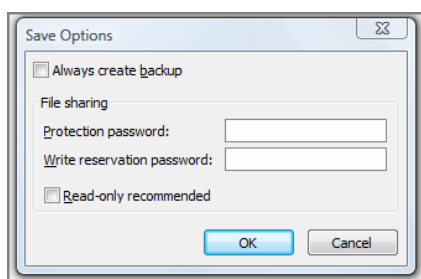 Save Options
Always create backup
File sharing
Protection password:
Write reservation password:
Read-only recommended
OK Cancel